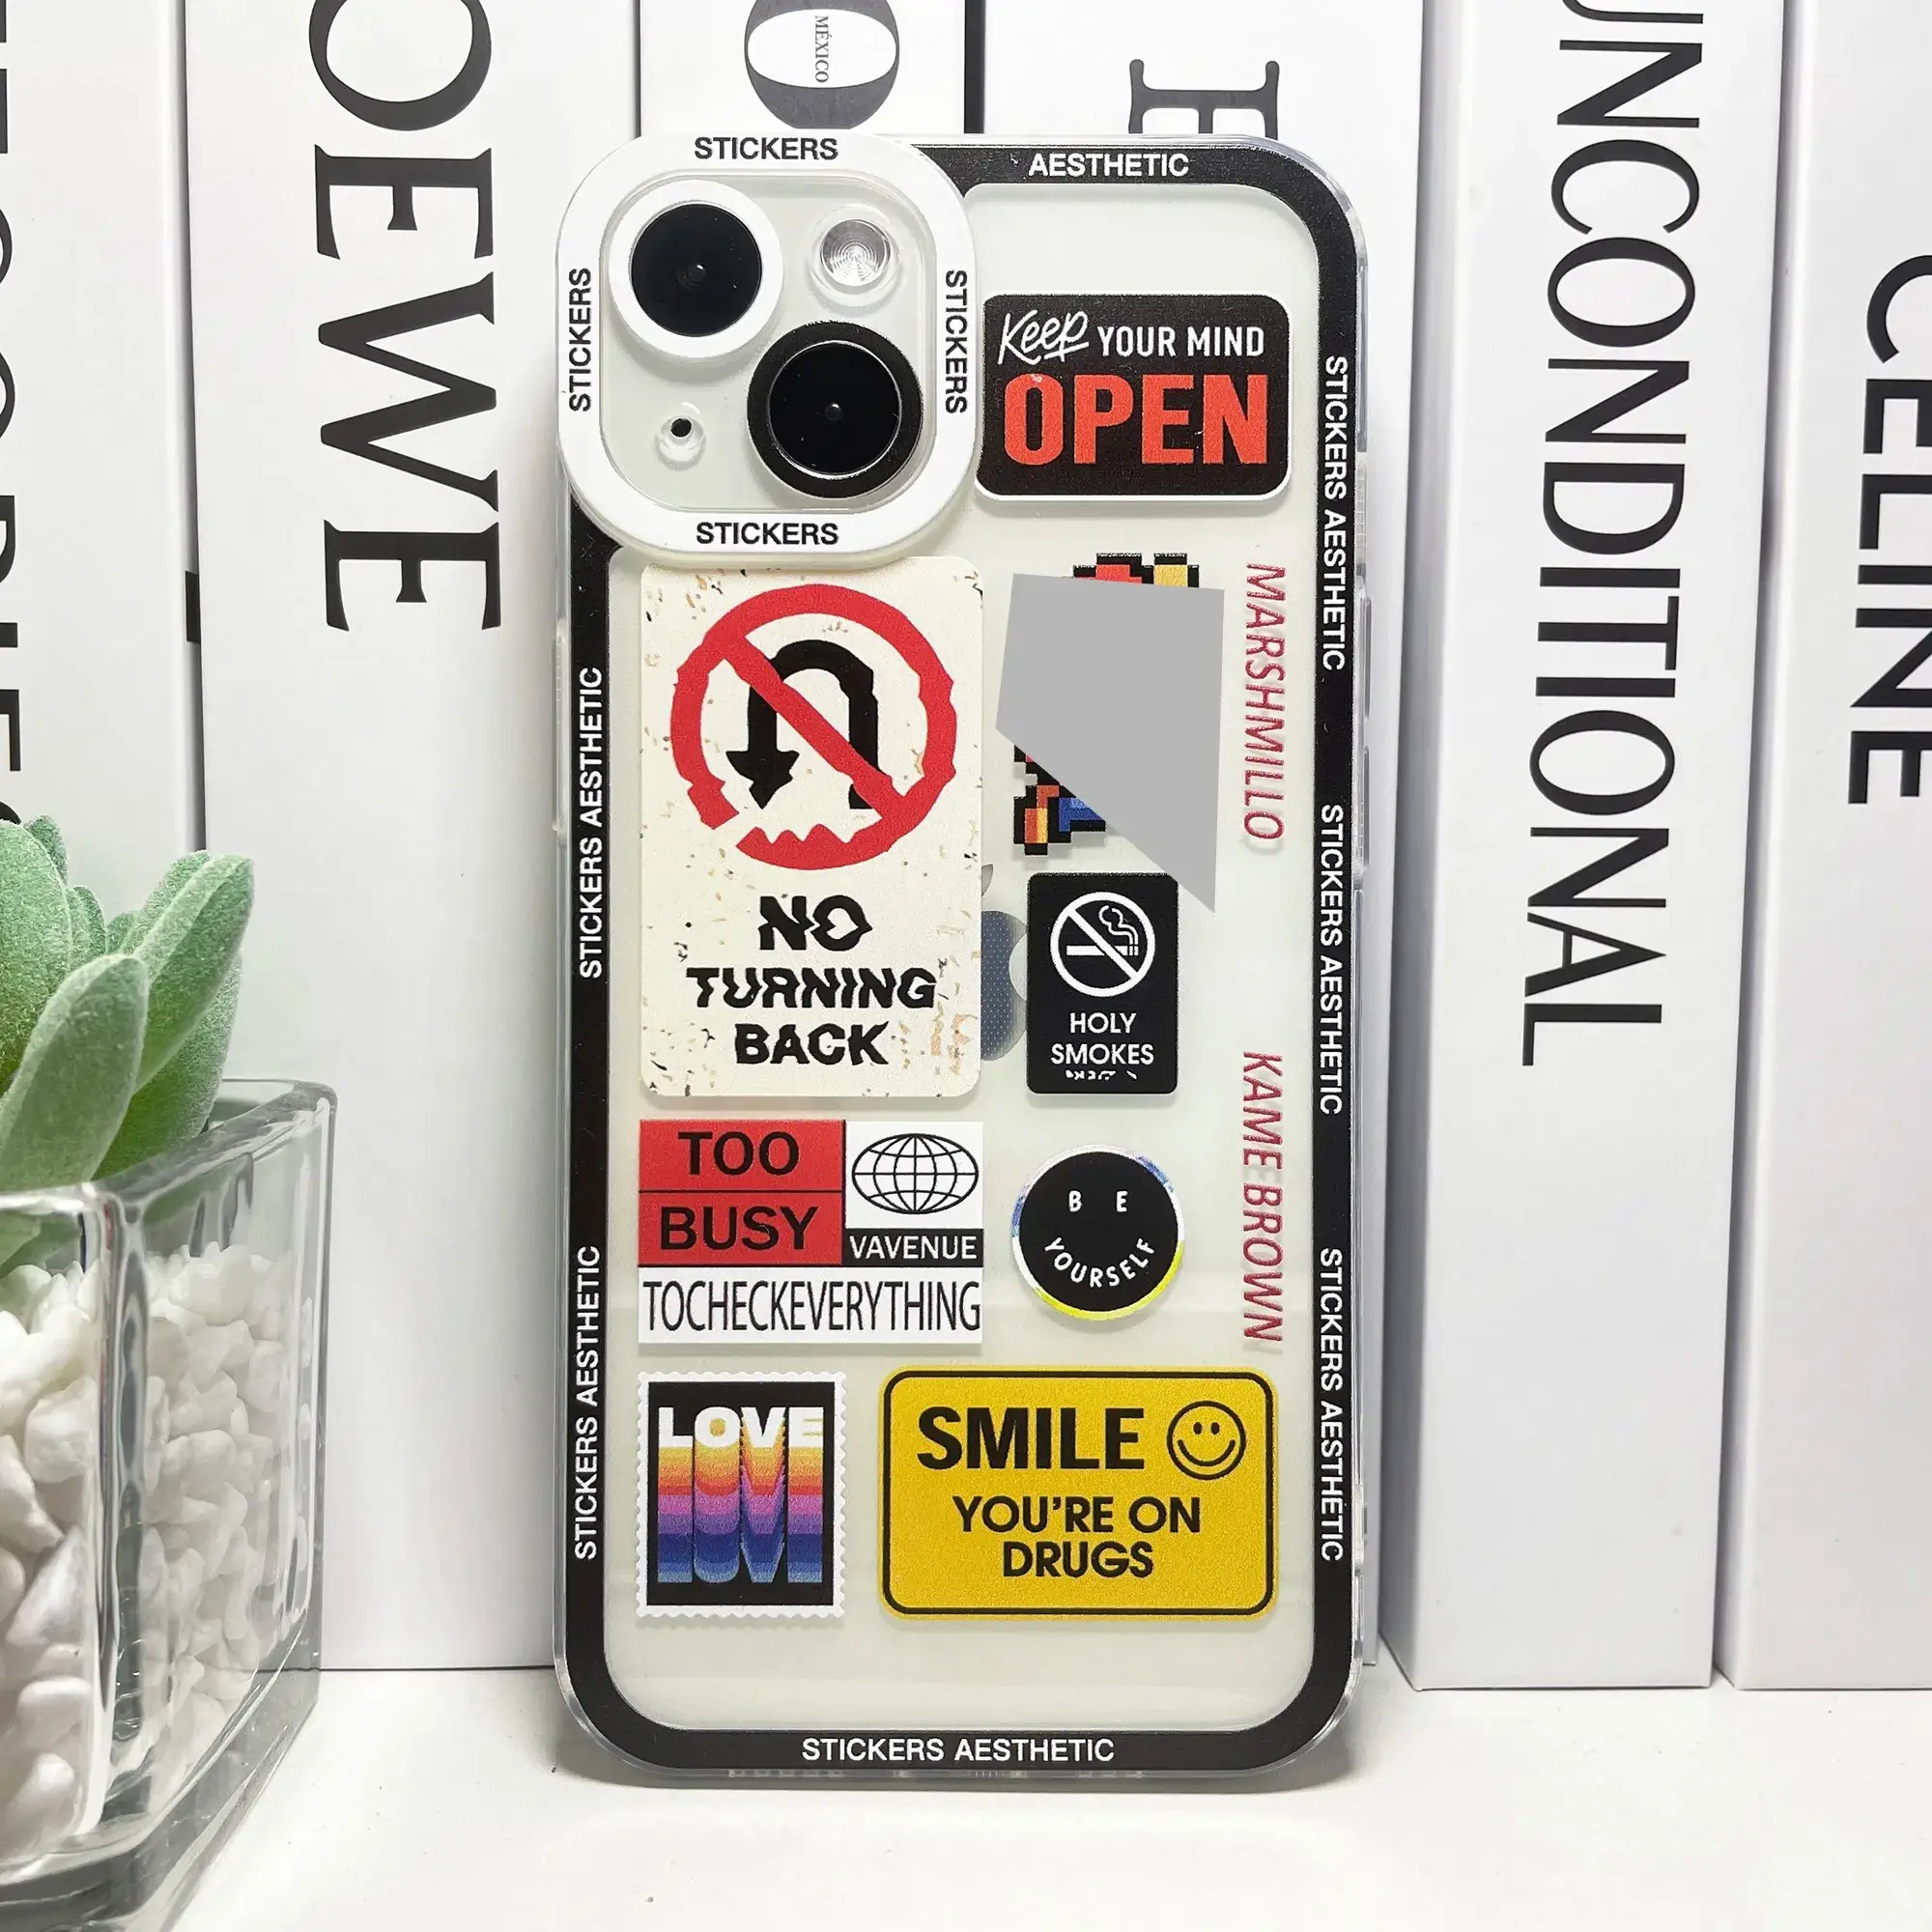 OEWE
MÉXICO
UNCONDITIONAL
CELINE
STICKERS
STICKERS
STICKERS
STICKERS
AESTHETIC
STICKERS AESTHETIC
STICKERS AESTHETIC
STICKERS AESTHETIC
STICKERS AESTHETIC
STICKERS AESTHETIC
Keep YOUR MIND
OPEN
MARSHMILLO
NO
TURNING
BACK
HOLY
SMOKES
KAME BROWN
TOO
BUSY
VAVENUE
TOCHECKEVERYTHING
BE
YOURSELF
LOVE
SMILE
YOU'RE ON
DRUGS
STICKERS AESTHETIC